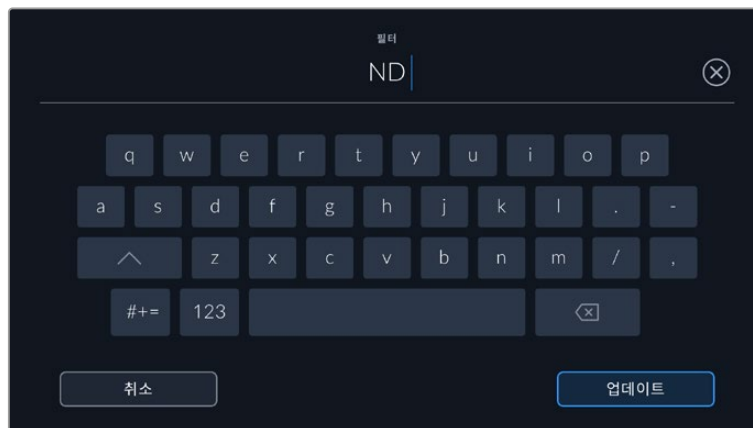 필터
ND
q w e r t y u i o p
a s d f g h j k l . -
z x c v b n m / ,
#+= 123
취소 업데이트